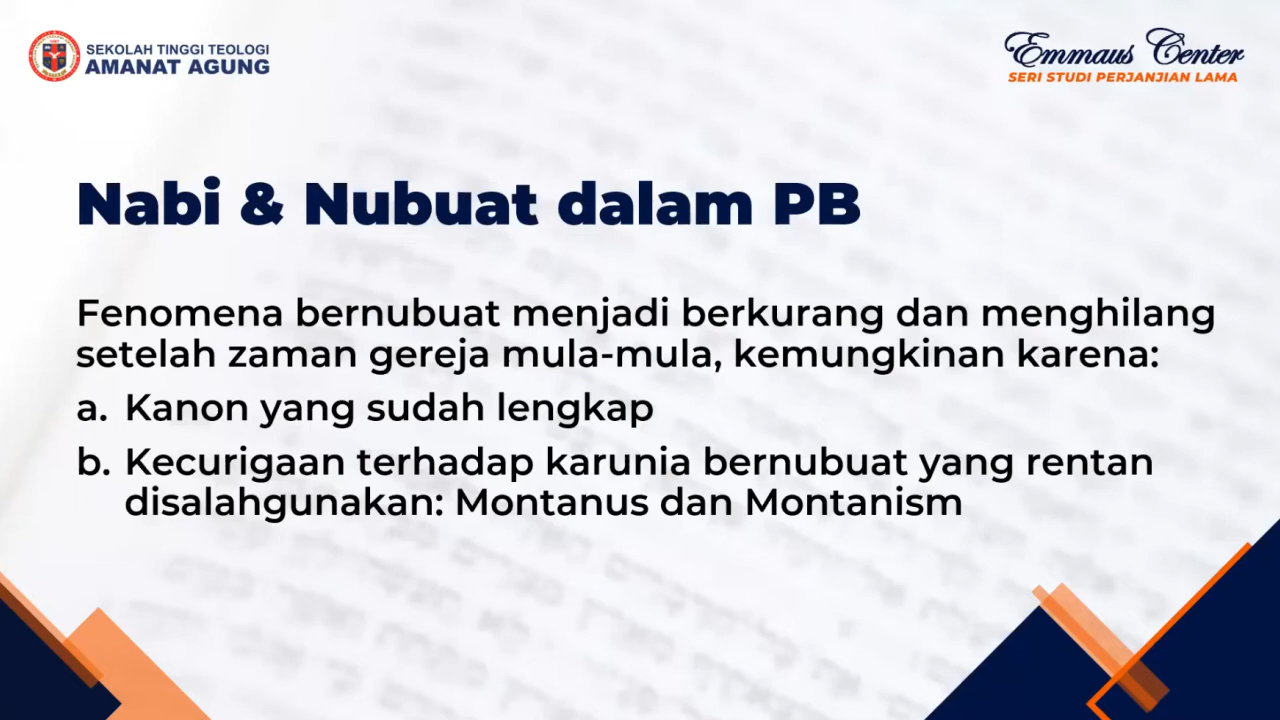 SEKOLAH TINGGI TEOLOGI
AMANAT AGUNG
Emmaus Center
SERI STUDI PERJANJIAN LAMA
Nabi & Nubuat dalam PB
Fenomena bernubuat menjadi berkurang dan menghilang
setelah zaman gereja mula-mula, kemungkinan karena:
a. Kanon yang sudah lengkap
b. Kecurigaan terhadap karunia bernubuat yang rentan
disalahgunakan: Montanus dan Montanism